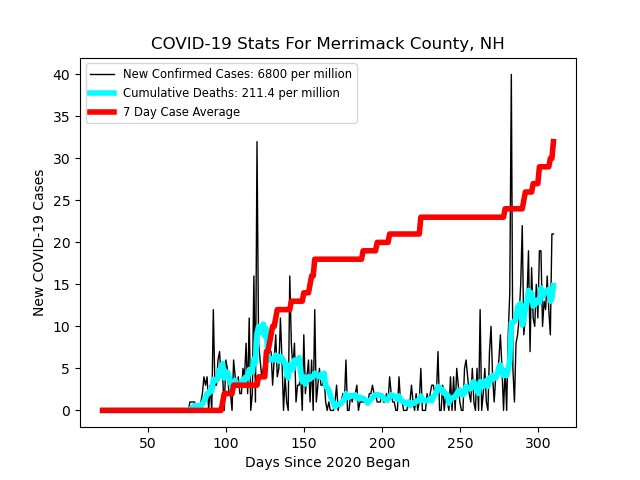 COVID-19 Stats For Merrimack County, NH
New Confirmed Cases: 6800 per million
Cumulative Deaths: 211.4 per million
7 Day Case Average
New COVID-19 Cases
40
35
30
25
20
15
10
5
0
50 100 150 200 250 300
Days Since 2020 Began